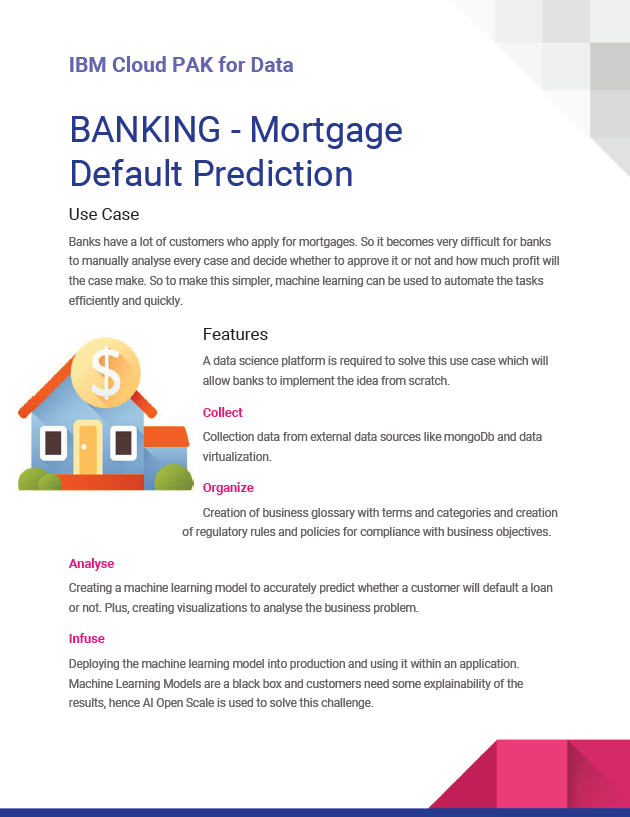 IBM Cloud PAK for Data
BANKING - Mortgage
Default Prediction
Use Case
Banks have a lot of customers who apply for mortgages. So it becomes very difficult for banks
to manually analyse every case and decide whether to approve it or not and how much profit will
the case make. So to make this simpler, machine learning can be used to automate the tasks
efficiently and quickly.
Features
A data science platform is required to solve this use case which will
allow banks to implement the idea from scratch.
Collect
Collection data from external data sources like mongoDb and data
virtualization.
Organize
Creation of business glossary with terms and categories and creation
of regulatory rules and policies for compliance with business objectives.
Analyse
Creating a machine learning model to accurately predict whether a customer will default a loan
or not. Plus, creating visualizations to analyse the business problem.
Infuse
Deploying the machine learning model into production and using it within an application.
Machine Learning Models are a black box and customers need some explainability of the
results, hence AI Open Scale is used to solve this challenge.
$